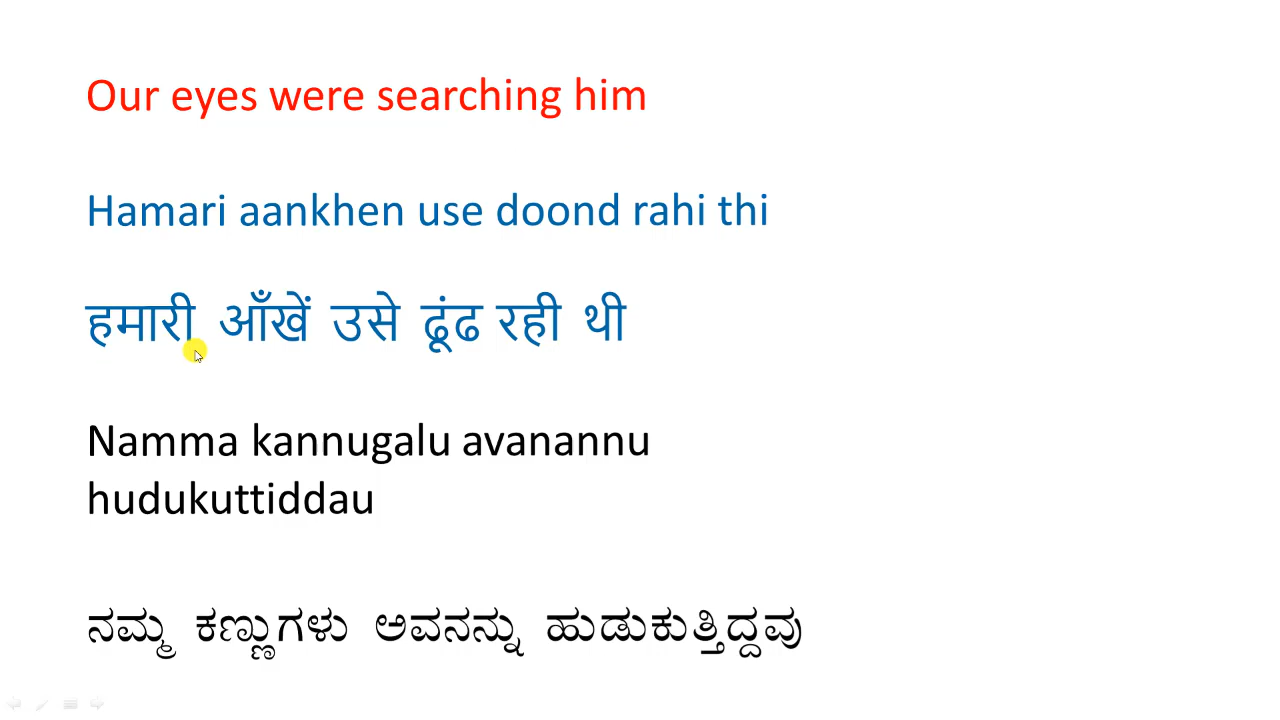 Our eyes were searching him
Hamari aankhen use doond rahi thi
हमारी आँखें उसे ढूंढ रही थी
Namma kannugalu avanannu
hudukuttiddau
ನಮ್ಮ ಕಣ್ಣುಗಳು ಅವನನ್ನು ಹುಡುಕುತ್ತಿದ್ದವು